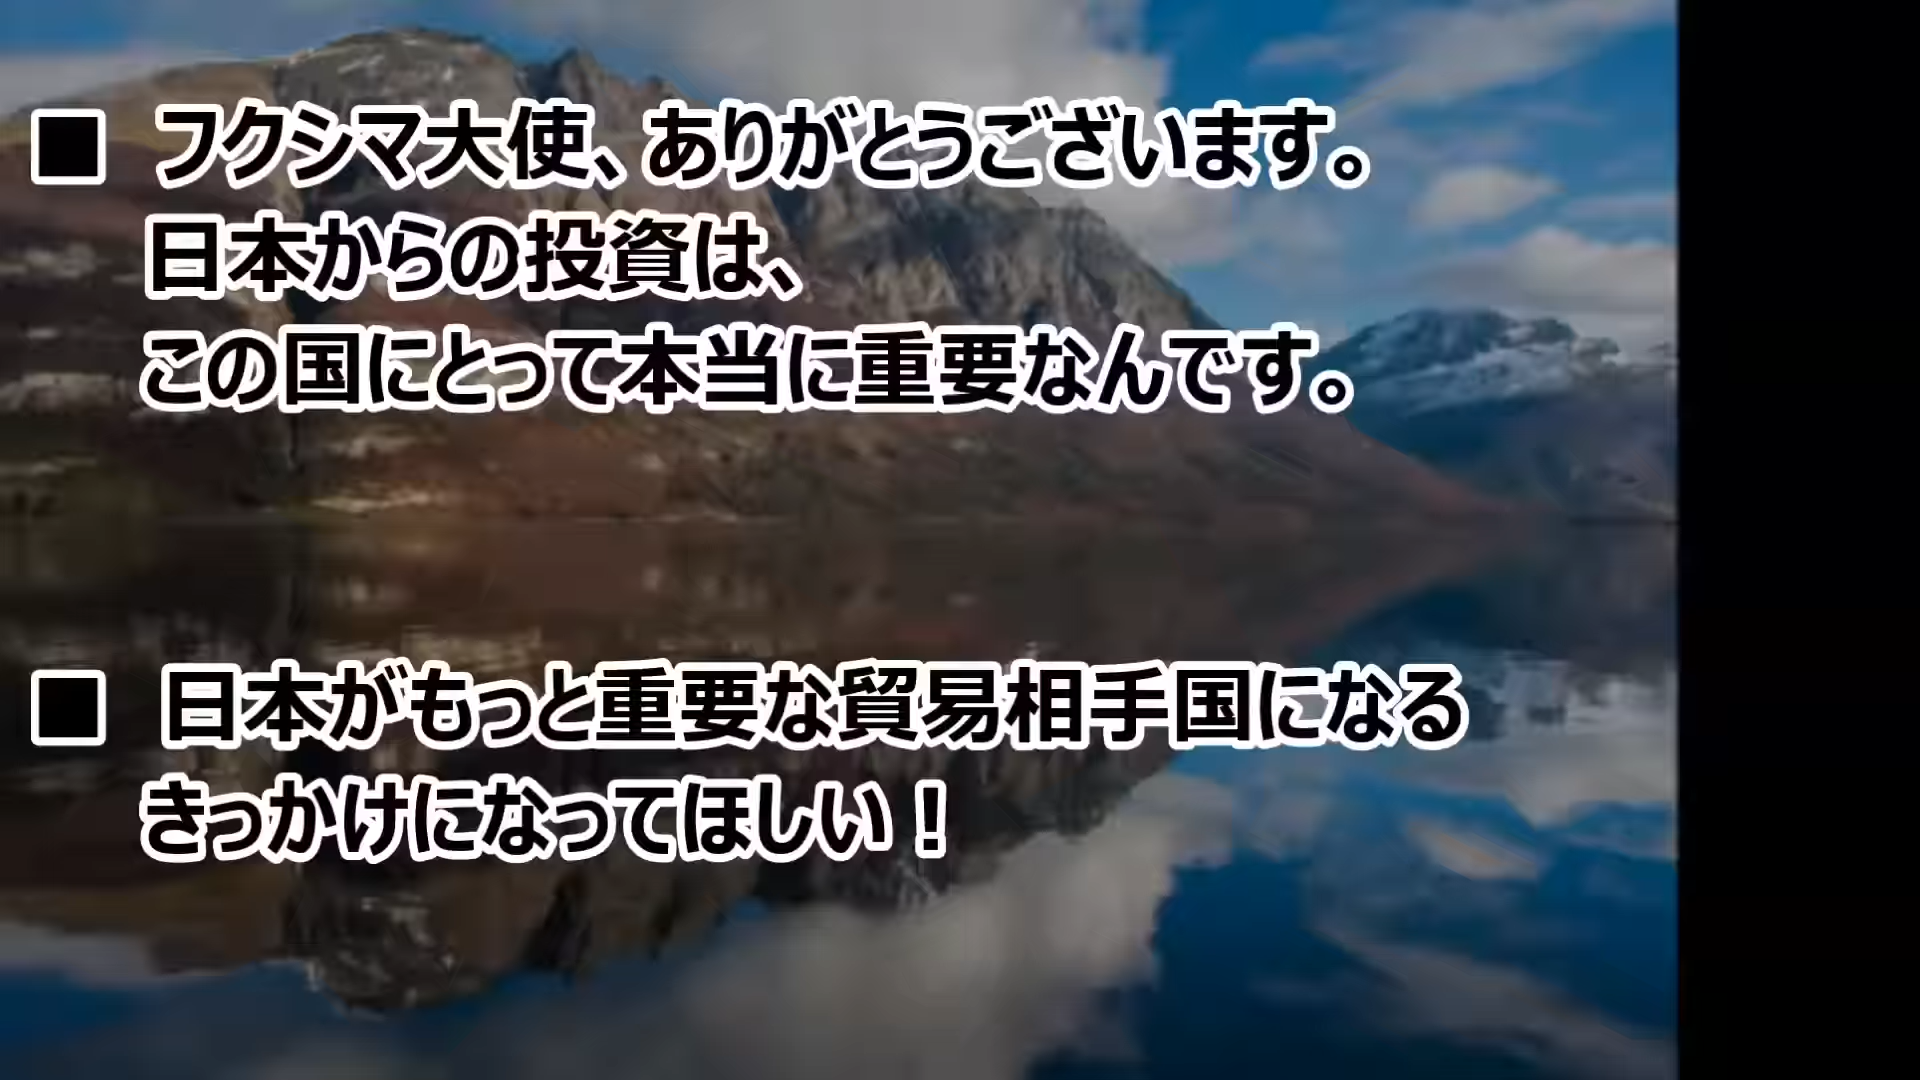 ■ フクシマ大使、ありがとうございます。
日本からの投資は、
この国にとって本当に重要なんです。
■ 日本がもっと重要な貿易相手国になる
きっかけになってほしい！